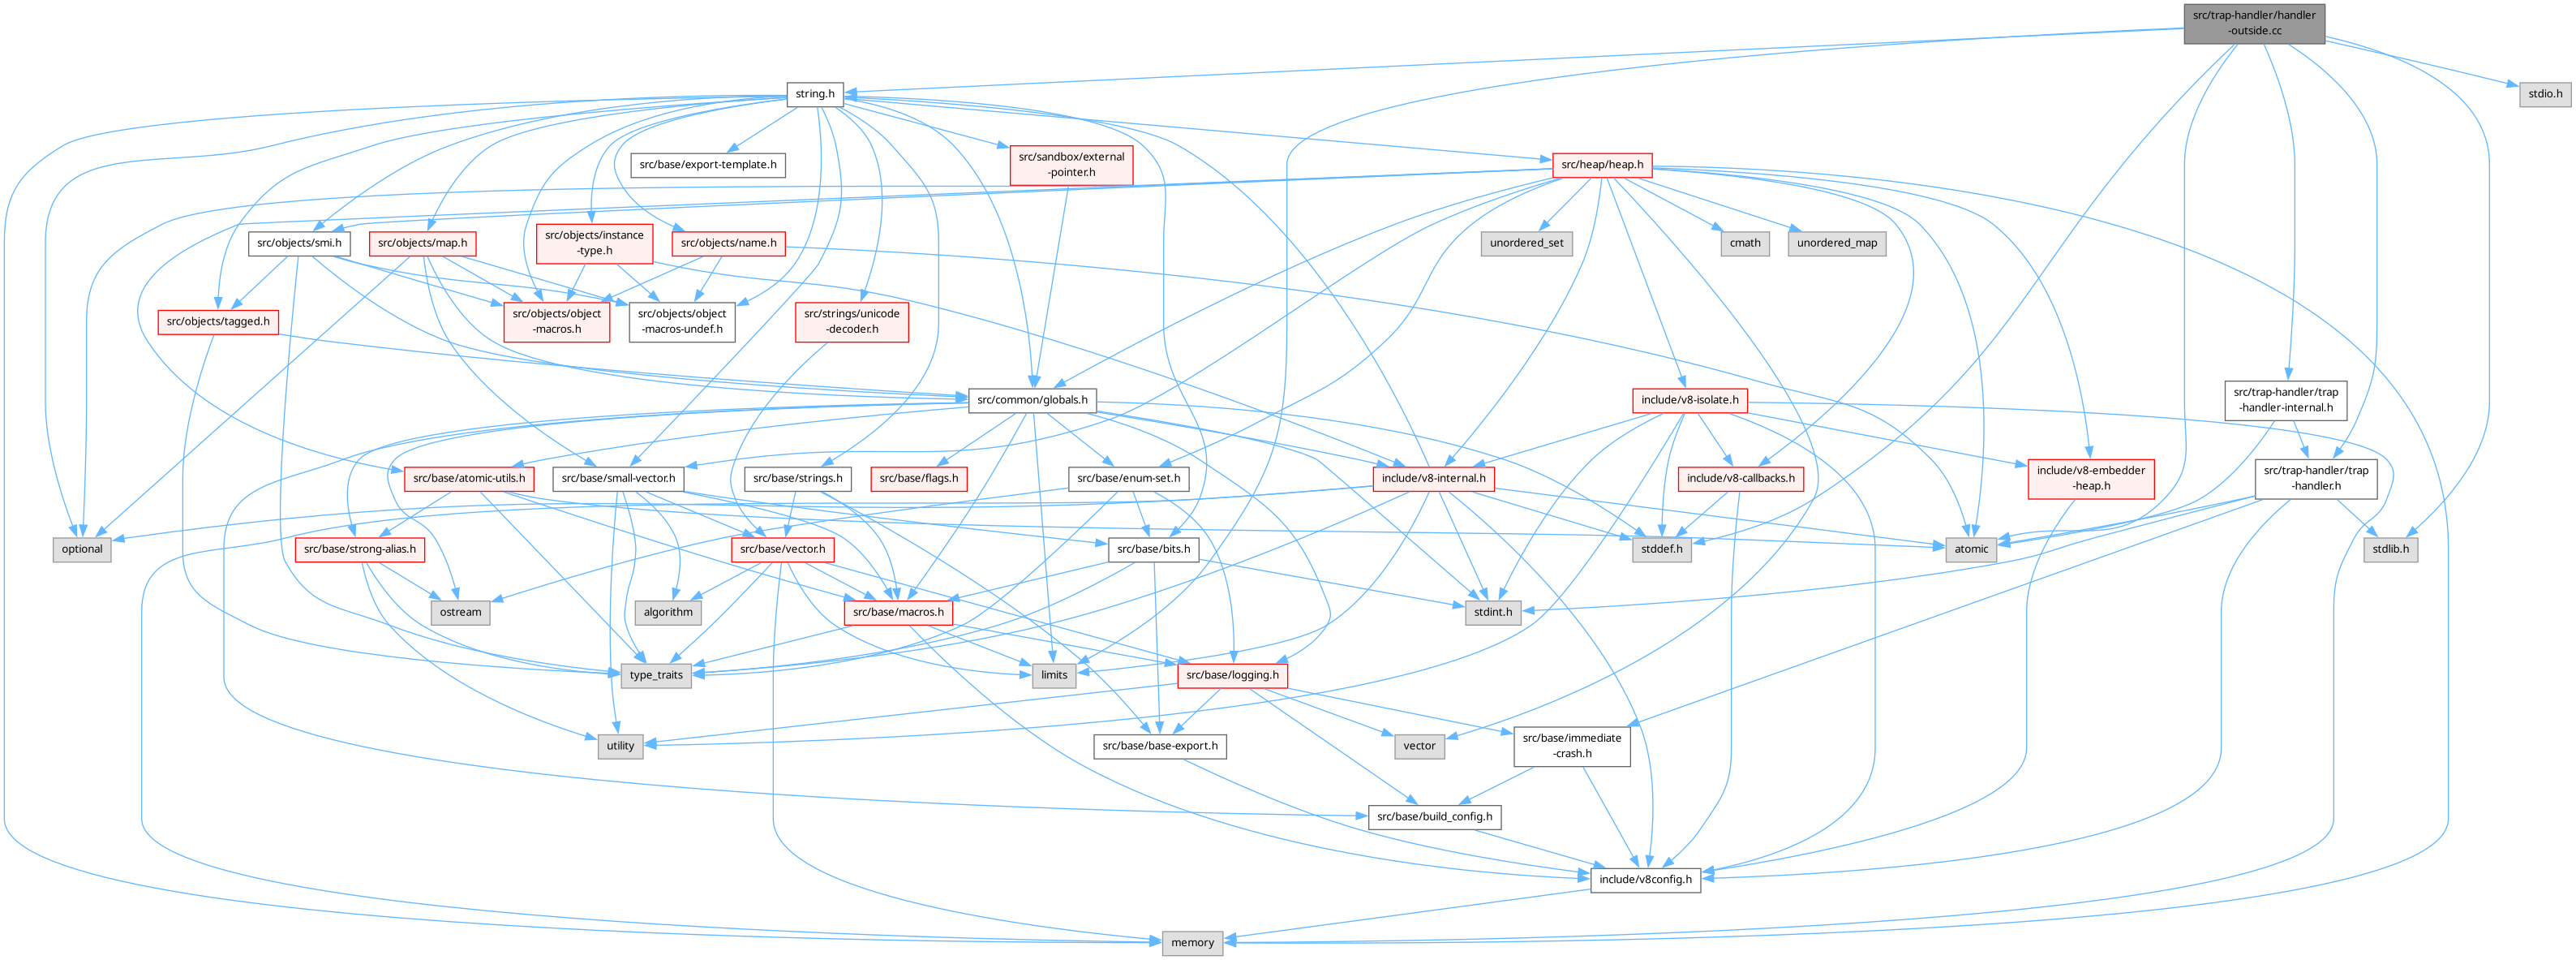 src/trap-handler/handler
-outside.cc
string.h
stdio.h
src/base/export-template.h
src/sandbox/external
-pointer.h
src/heap/heap.h
src/objects/smi.h
src/objects/map.h
src/objects/instance
-type.h
src/objects/name.h
unordered_set
cmath
unordered_map
src/objects/tagged.h
src/objects/object
-macros.h
src/objects/object
-macros-undef.h
src/strings/unicode
-decoder.h
src/common/globals.h
include/v8-isolate.h
src/trap-handler/trap
-handler-internal.h
src/base/atomic-utils.h
src/base/small-vector.h
src/base/strings.h
src/base/flags.h
src/base/enum-set.h
include/v8-internal.h
include/v8-callbacks.h
include/v8-embedder
-heap.h
src/trap-handler/trap
-handler.h
optional
src/base/strong-alias.h
src/base/vector.h
src/base/bits.h
stddef.h
atomic
stdlib.h
ostream
algorithm
src/base/macros.h
stdint.h
type_traits
limits
src/base/logging.h
utility
src/base/base-export.h
vector
src/base/immediate
-crash.h
src/base/build_config.h
include/v8config.h
memory